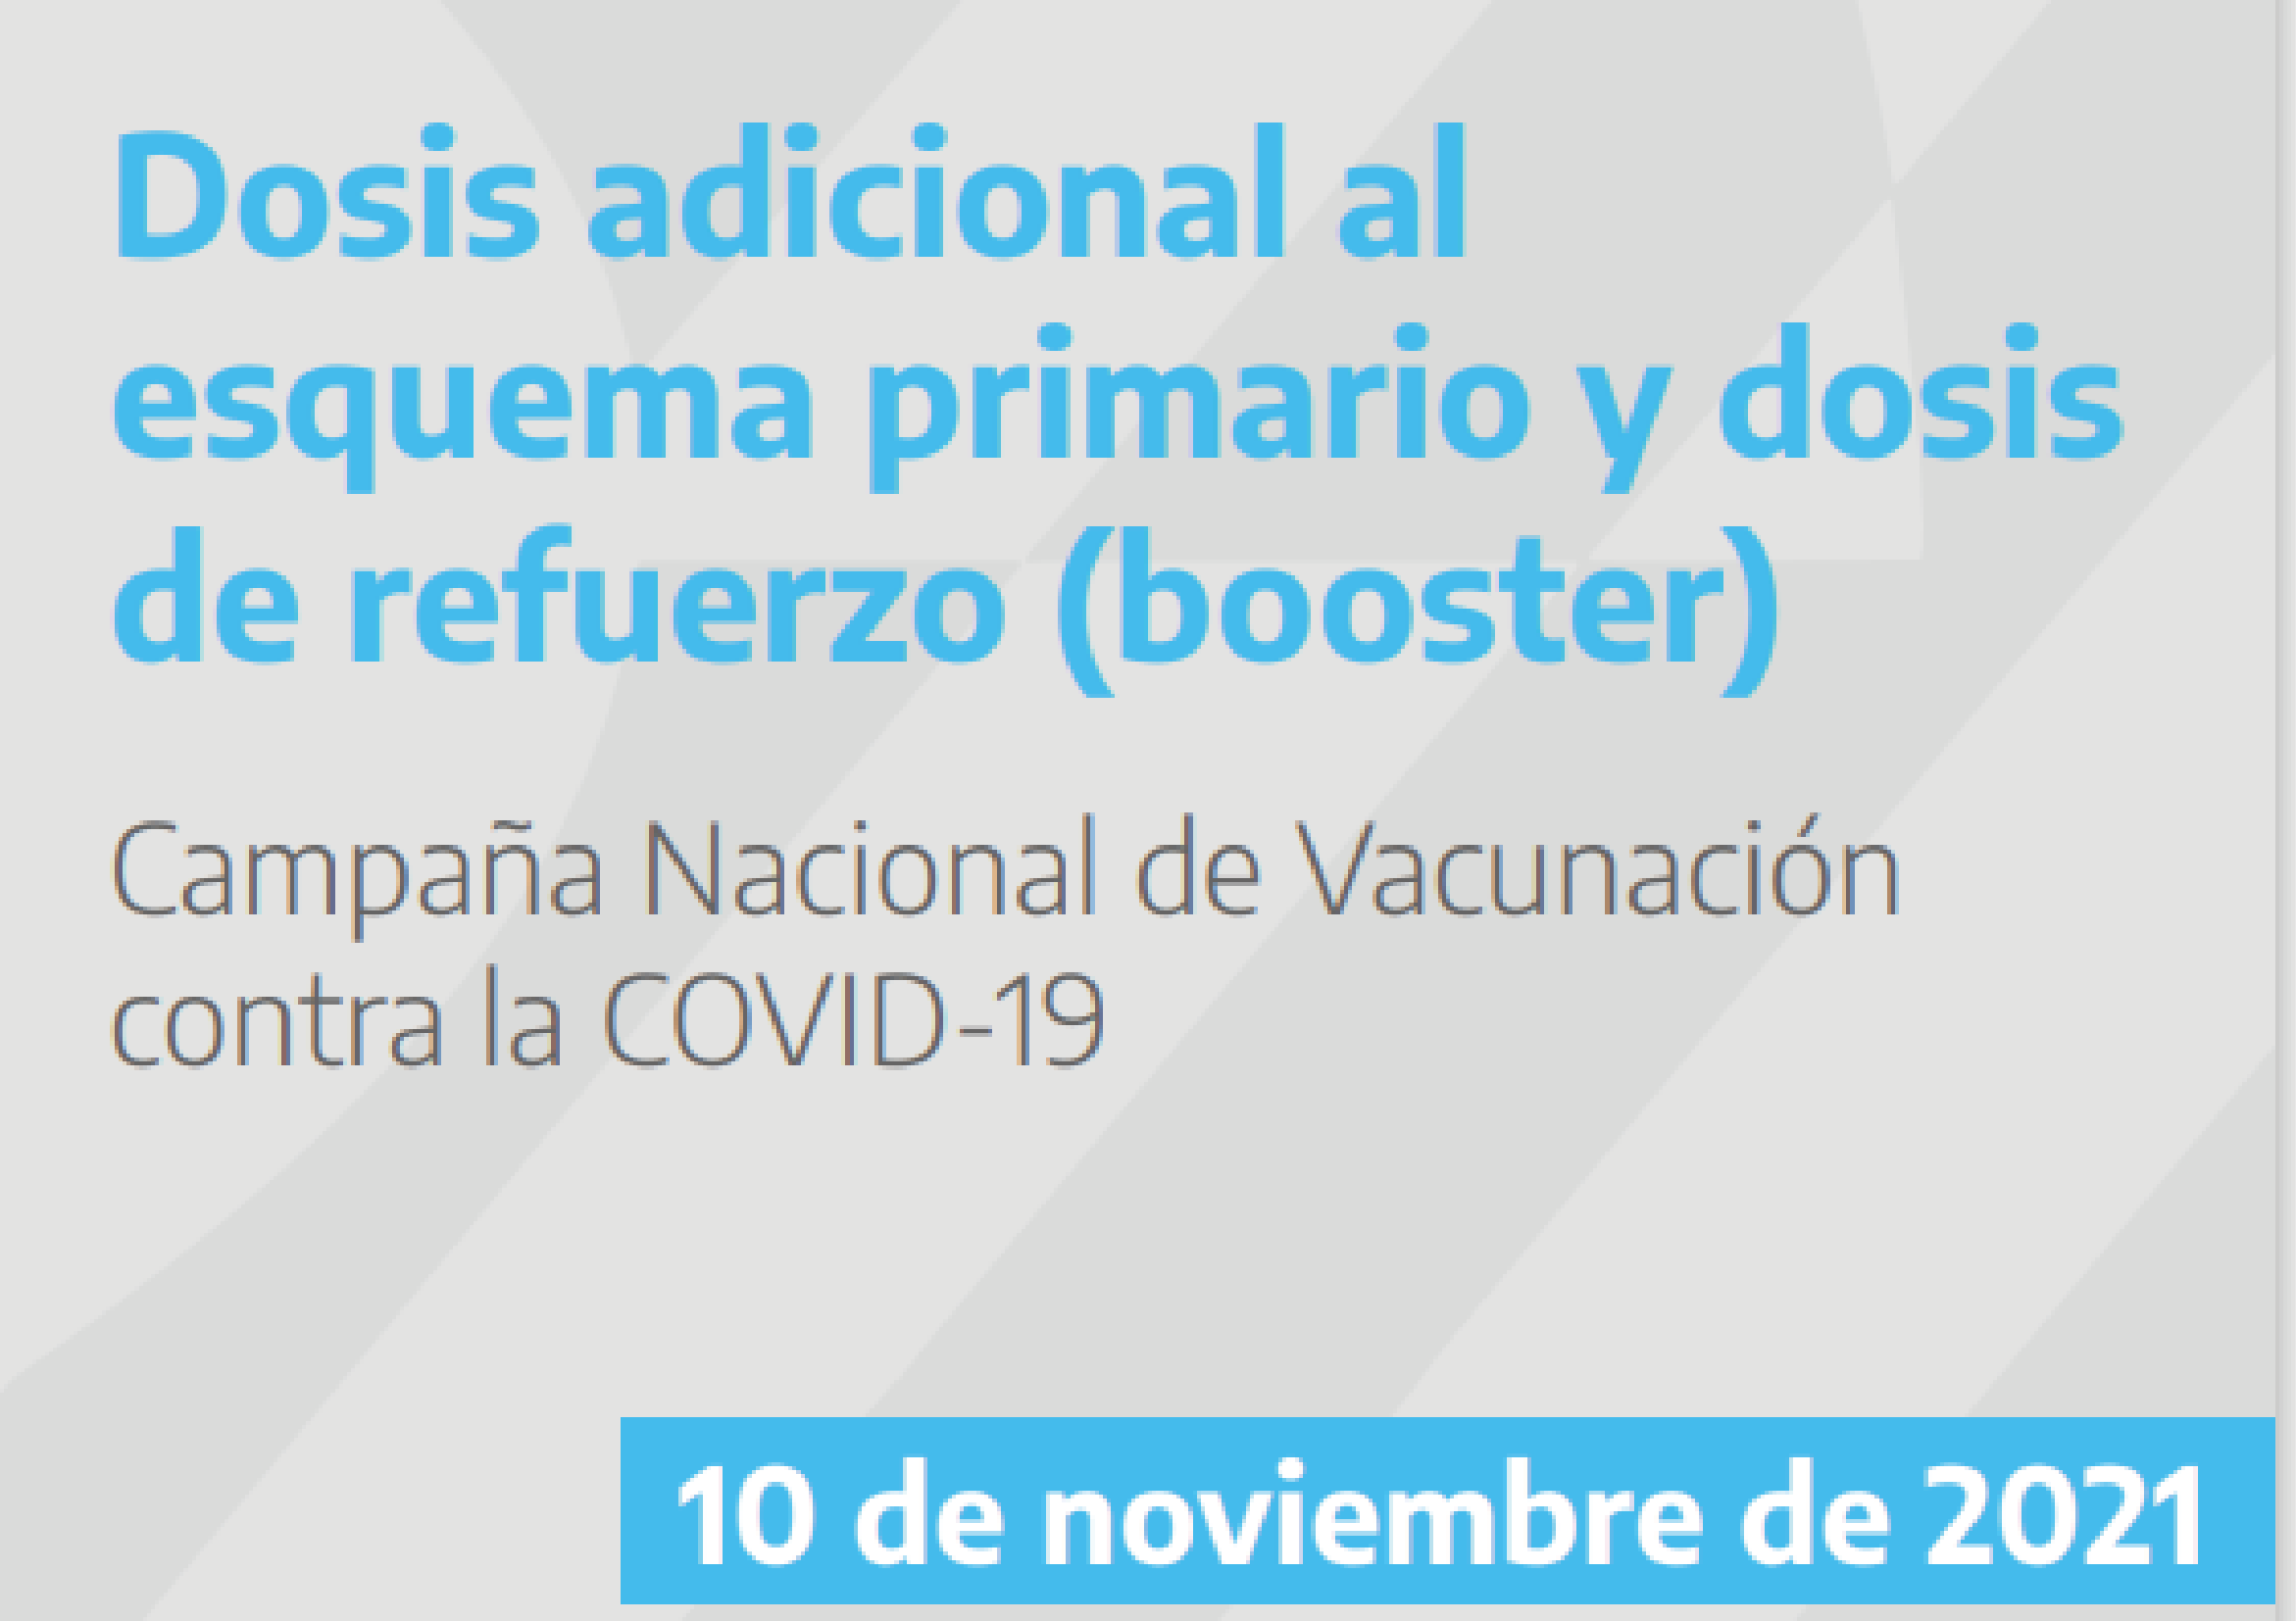 Dosis adicional al
esquema primario y dosis
de refuerzo (booster)
Campaña Nacional de Vacunación
contra la COVID-19
10 de noviembre de 2021